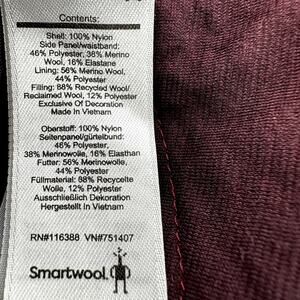 Contents:
Shell: 100% Nylon
Side Panel/waistband:
46% Polyester, 38% Merino
Wool, 16% Elastane
Lining: 56% Merino Wool,
44% Polyester
Filling: 88% Recycled Wool/
Reclaimed Wool, 12% Polyester
Exclusive Of Decoration
Made In Vietnam
Oberstoff: 100% Nylon
Seitenpanel/gürtelbund:
46% Polyester,
38% Merinowolle, 16% Elasthan
Futter: 56% Merinowolle,
44% Polyester
Füllmaterial: 88% Recycelte
Wolle, 12% Polyester
Ausschließlich Dekoration
Hergestellt In Vietnam
RN#116388 VN#751407
Smartwool